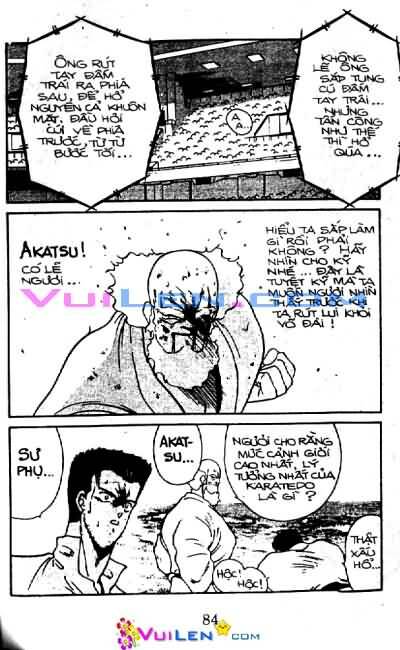 ÔNG RÚT
TAY ĐẤM
TRÁI RA PHÍA
SAU, ĐỂ HỞ
NGUYÊN CẢ KHUÔN
MẶT. ĐẦU HƠI
CÚI VỀ PHÍA
TRƯỚC, TỪ TỪ
BƯỚC TỚI...
KHÔNG
LẼ ÔNG
SẮP TUNG
CÚ ĐẤM
TAY TRÁI...
NHƯNG
TẤN CÔNG
NHƯ THẾ
THÌ HỞ
QUÁ...
A...
A...
AKATSU!
CÓ LẼ
NGƯƠI...
HIỂU TA SẮP LÀM
GÌ RỒI PHẢI
KHÔNG? HÃY
NHÌN CHO KỸ
NHÉ... ĐÂY LÀ
TUYỆT KỸ MÀ TA
MUỐN NGƯƠI NHÌN
THẤY TRƯỚC KHI
TA RÚT LUI KHỎI
VÕ ĐÀI!
VUILEN.COM
SƯ
PHỤ...
AKAT-
SU...
NGƯƠI CHO RẰNG
MỨC CẢNH GIỚI
CAO NHẤT, LÝ
TƯỞNG NHẤT CỦA
KARATEDO
LÀ GÌ?
THẬT
XẤU
HỔ...
HỘC!
HỘC!
84
VUILEN.COM